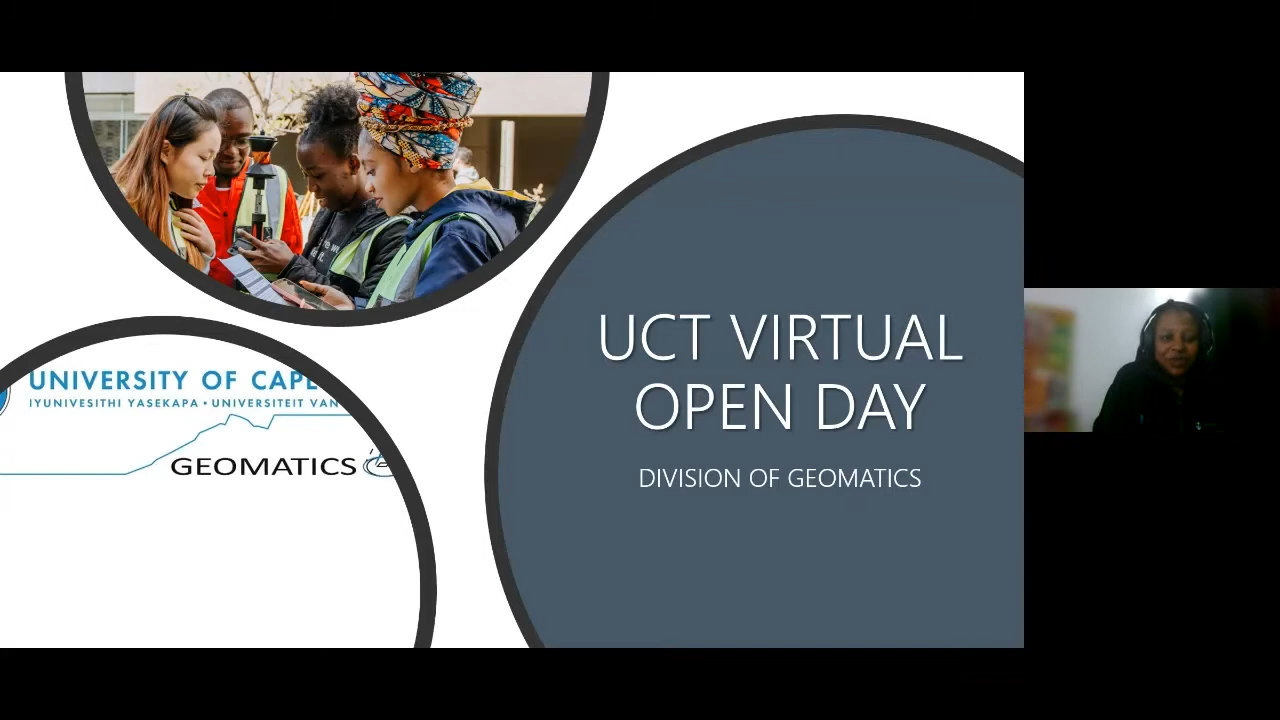 UNIVERSITY OF CAPE
IYUNIVESITHI YASEKAPA • UNIVERSITEIT VAN
GEOMATICS
UCT VIRTUAL
OPEN DAY
DIVISION OF GEOMATICS